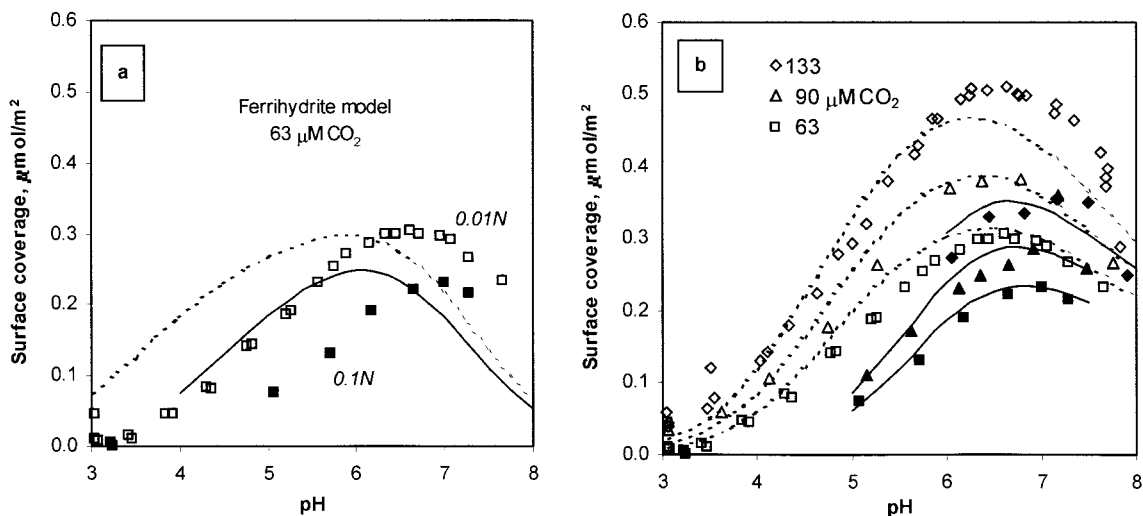 0.6
0.5
0.4
0.3
0.2
0.1
0.0
Surface coverage, μmol/m²
a
Ferrihydrite model
63 μM CO₂
0.01N
0.1N
3 4 5 6 7 8
pH
0.6
0.5
0.4
0.3
0.2
0.1
0.0
Surface coverage, μmol/m²
b
133
90 μM CO₂
63
3 4 5 6 7 8
pH